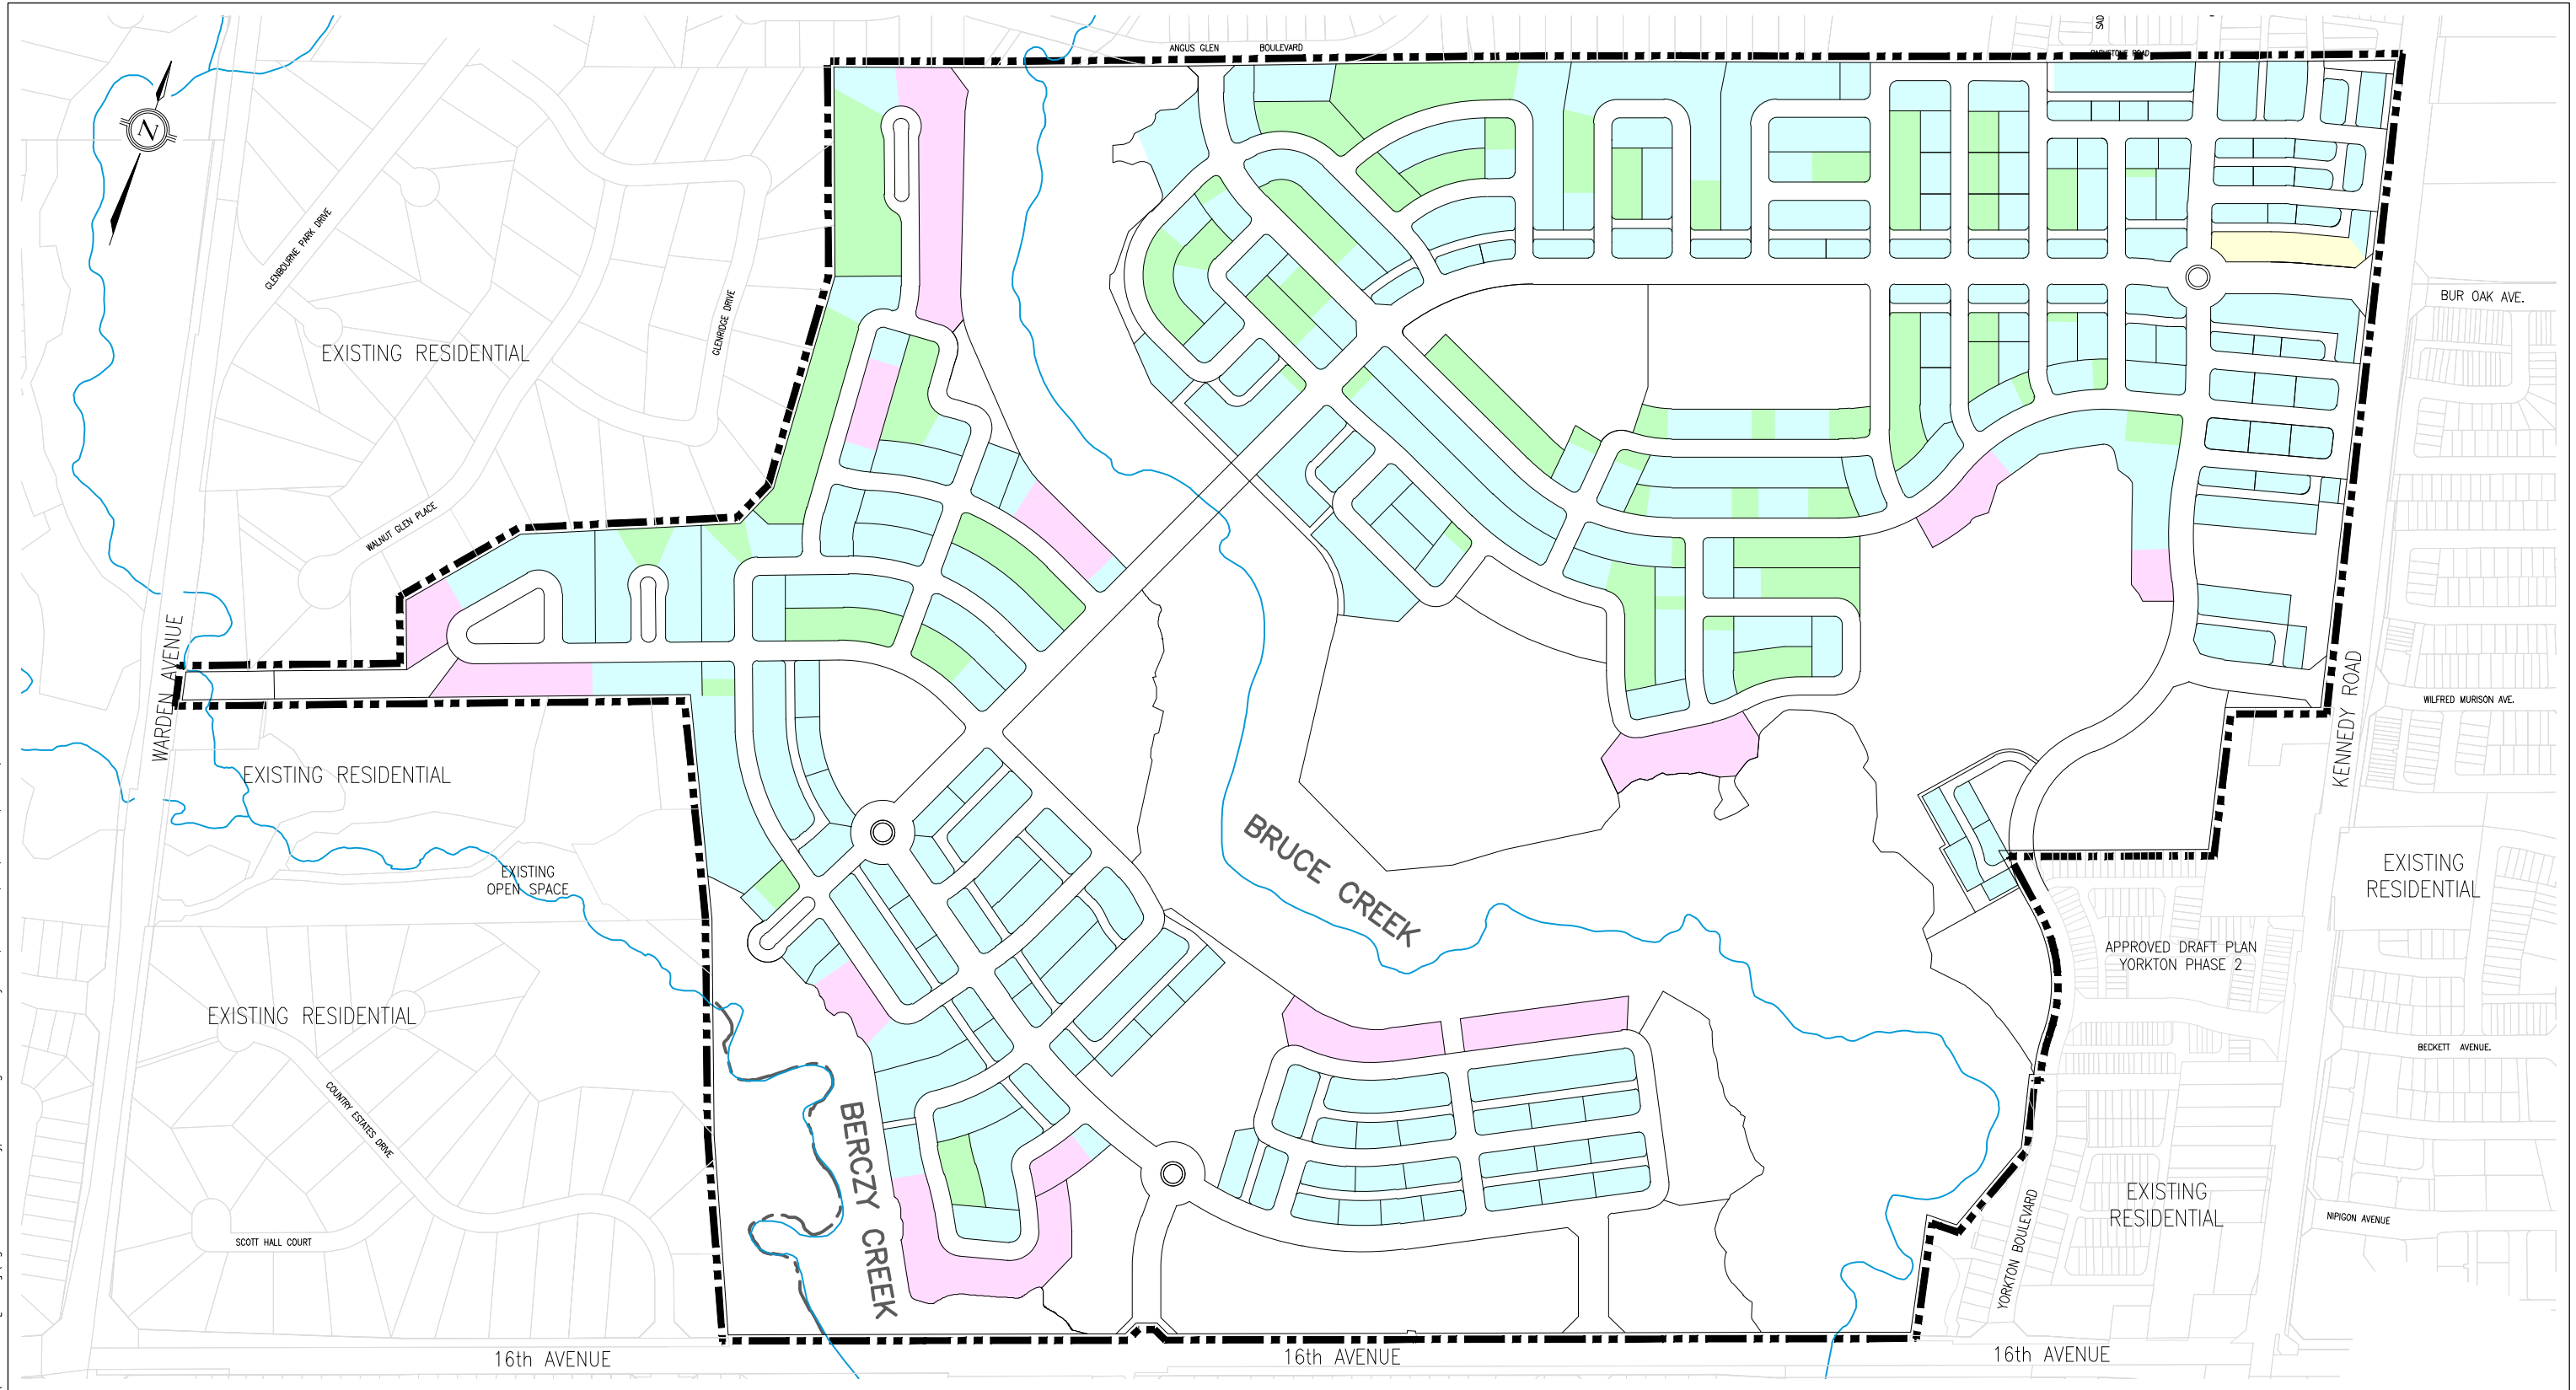 ANGUS GLEN BOULEVARD
SAD
PARKSTONE ROAD
N
GLENBOURNE PARK DRIVE
GLENRIDGE DRIVE
BUR OAK AVE.
EXISTING RESIDENTIAL
WALNUT GLEN PLACE
WARDEN AVENUE
KENNEDY ROAD
WILFRED MURISON AVE.
EXISTING RESIDENTIAL
EXISTING
OPEN SPACE
BRUCE CREEK
EXISTING
RESIDENTIAL
APPROVED DRAFT PLAN
YORKTON PHASE 2
EXISTING RESIDENTIAL
BECKETT AVENUE.
COUNTRY ESTATES DRIVE
BERCZY CREEK
EXISTING
RESIDENTIAL
NIPIGON AVENUE
SCOTT HALL COURT
YORKTON BOULEVARD
16th AVENUE
16th AVENUE
16th AVENUE